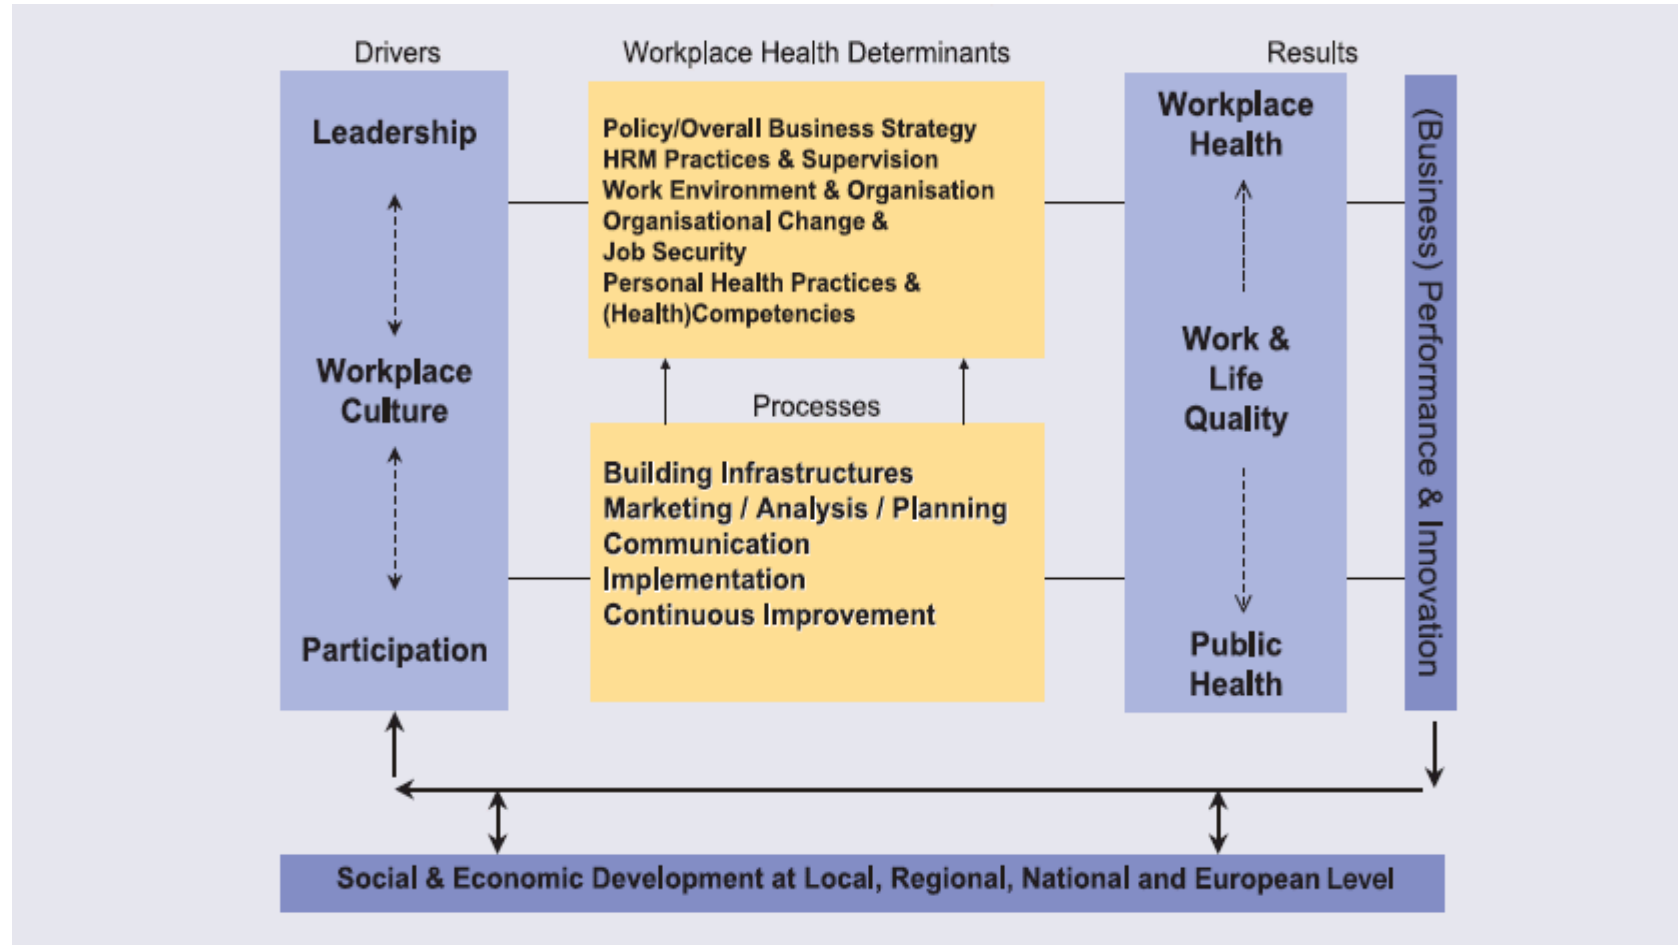 Drivers
Leadership
Workplace
Culture
Participation
Workplace Health Determinants
Policy/Overall Business Strategy
HRM Practices & Supervision
Work Environment & Organisation
Organisational Change &
Job Security
Personal Health Practices &
(Health)Competencies
Processes
Building Infrastructures
Marketing / Analysis / Planning
Communication
Implementation
Continuous Improvement
Results
Workplace
Health
Work &
Life
Quality
Public
Health
(Business) Performance & Innovation
Social & Economic Development at Local, Regional, National and European Level